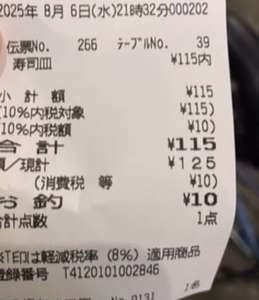 2025年 8月 6日(水)21時32分000202
伝票No. 266 テーブルNo. 39
寿司皿 ¥115内
小 計 額 ¥115
(10%内税対象 ¥115)
(10%内税額 ¥10)
合 計 ¥115
/現計 ¥125
(消費税 等 ¥10)
お 釣 ¥10
合計点数 1点
は軽減税率 (8%) 適用商品
登録番号 T4120101002846
1名